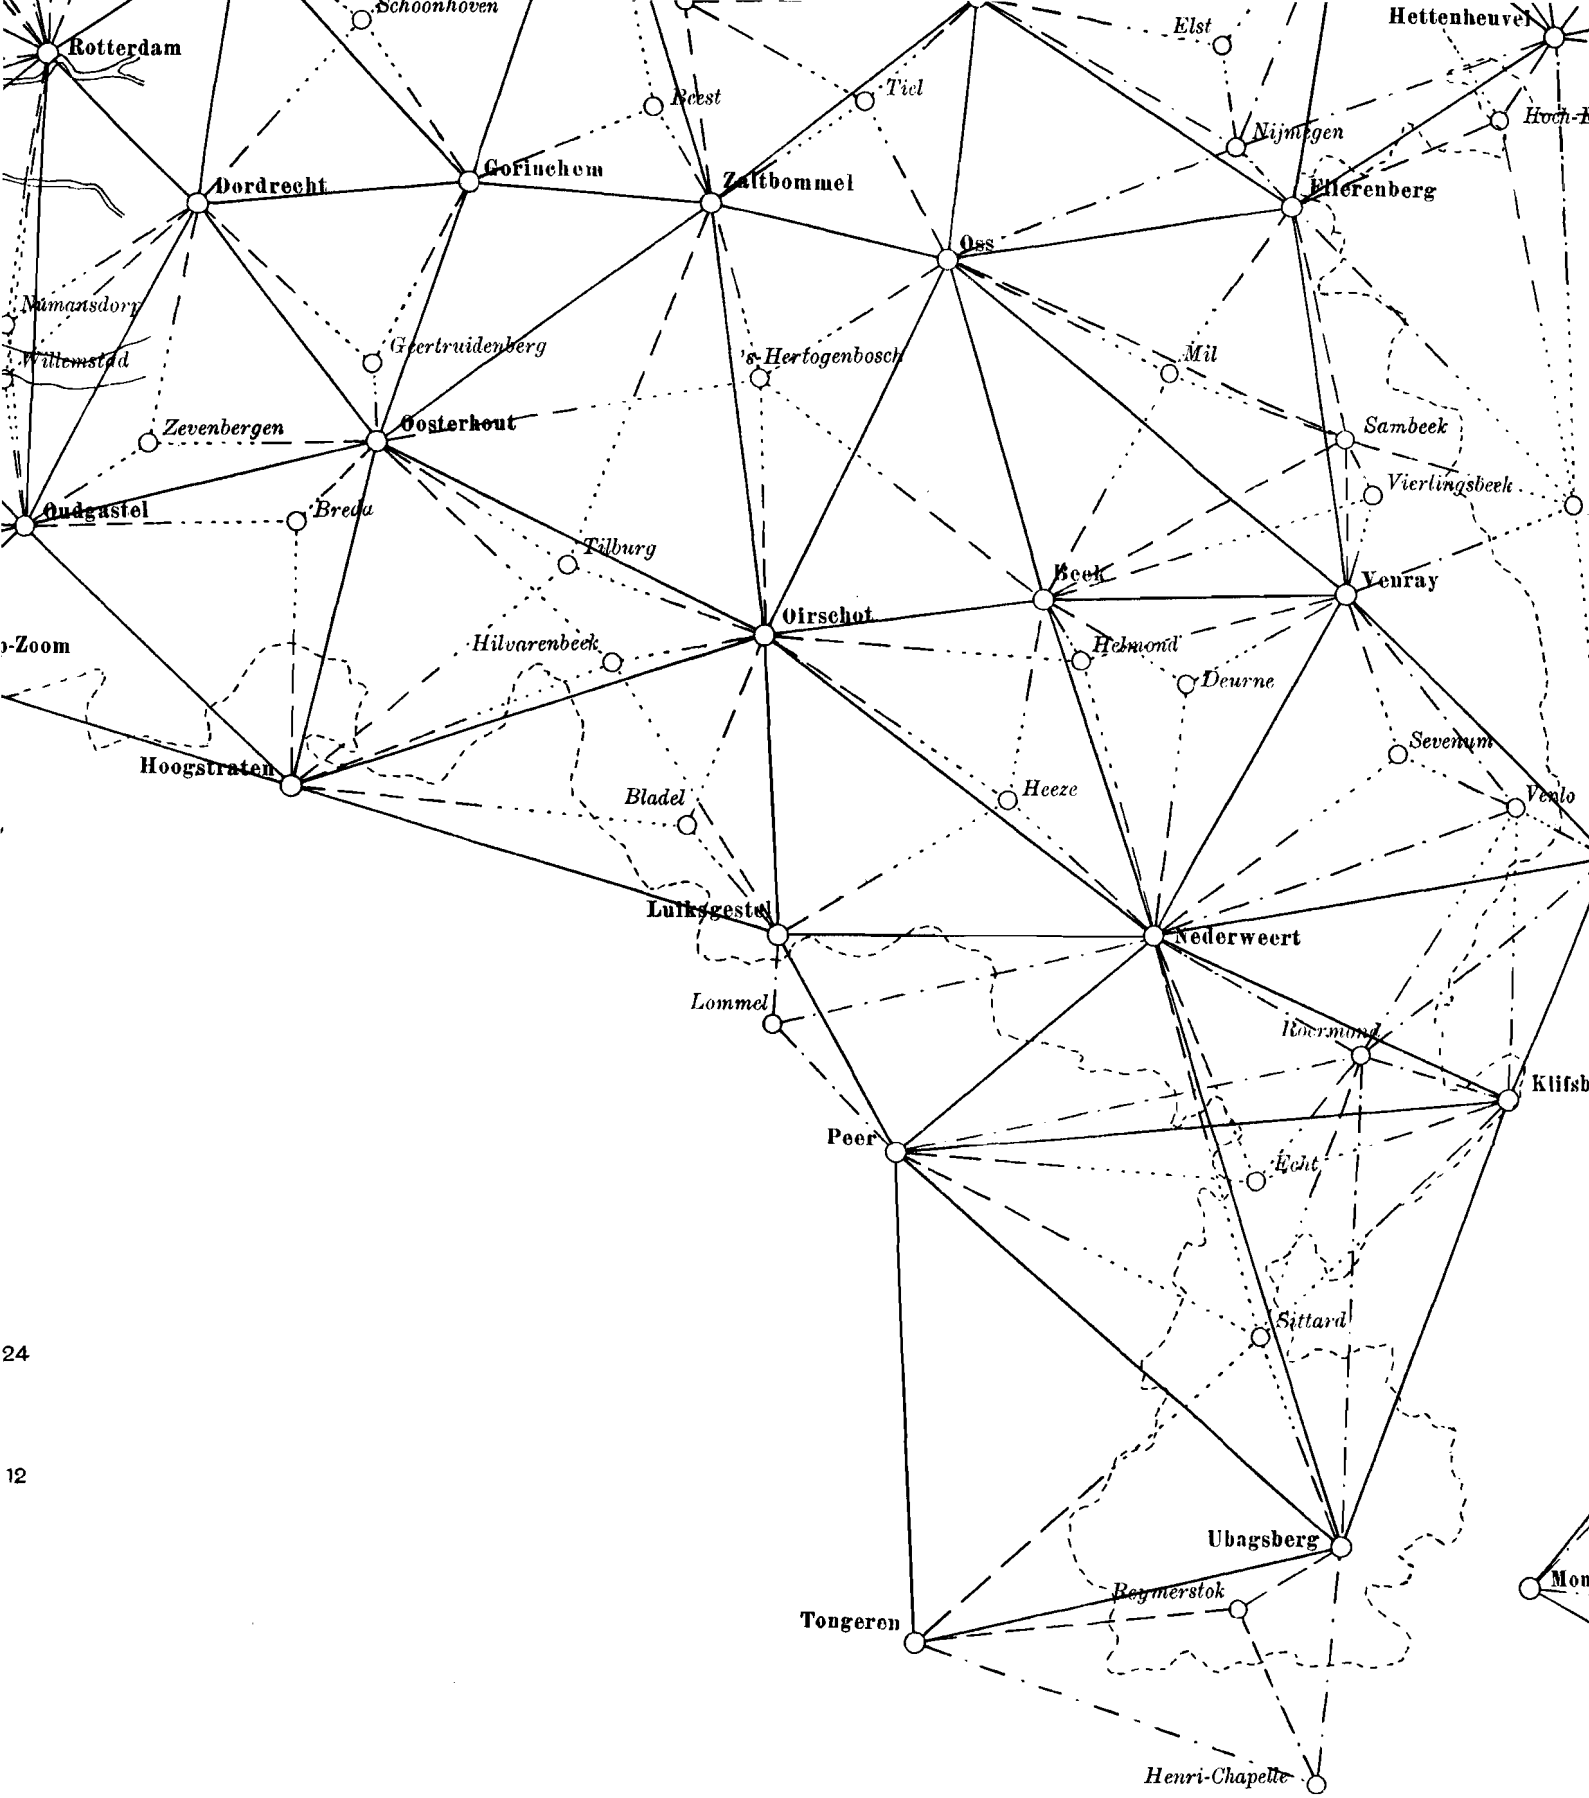 Schoonhoven
Hettenheuvel
Elst
Rotterdam
Tiel
Beest
Nijmegen
Gorinchem
Zaltbommel
Dordrecht
Ellerenberg
Oss
Numansdorp
Geertruidenberg
's-Hertogenbosch
Mil
Willemstad
Zevenbergen
Oosterhout
Sambeek
Vierlingsbeek
Oudgastel
Breda
Tilburg
Beek
Venray
Oirschot
Hilvarenbeek
Helmond
-Zoom
Deurne
Sevenum
Hoogstraten
Heeze
Venlo
Bladel
Luiksgestel
Nederweert
Lommel
Roermond
Klifsb
Peer
Echt
Sittard
24
12
Ubagsberg
Mon
Reymerstok
Tongeren
Henri-Chapelle